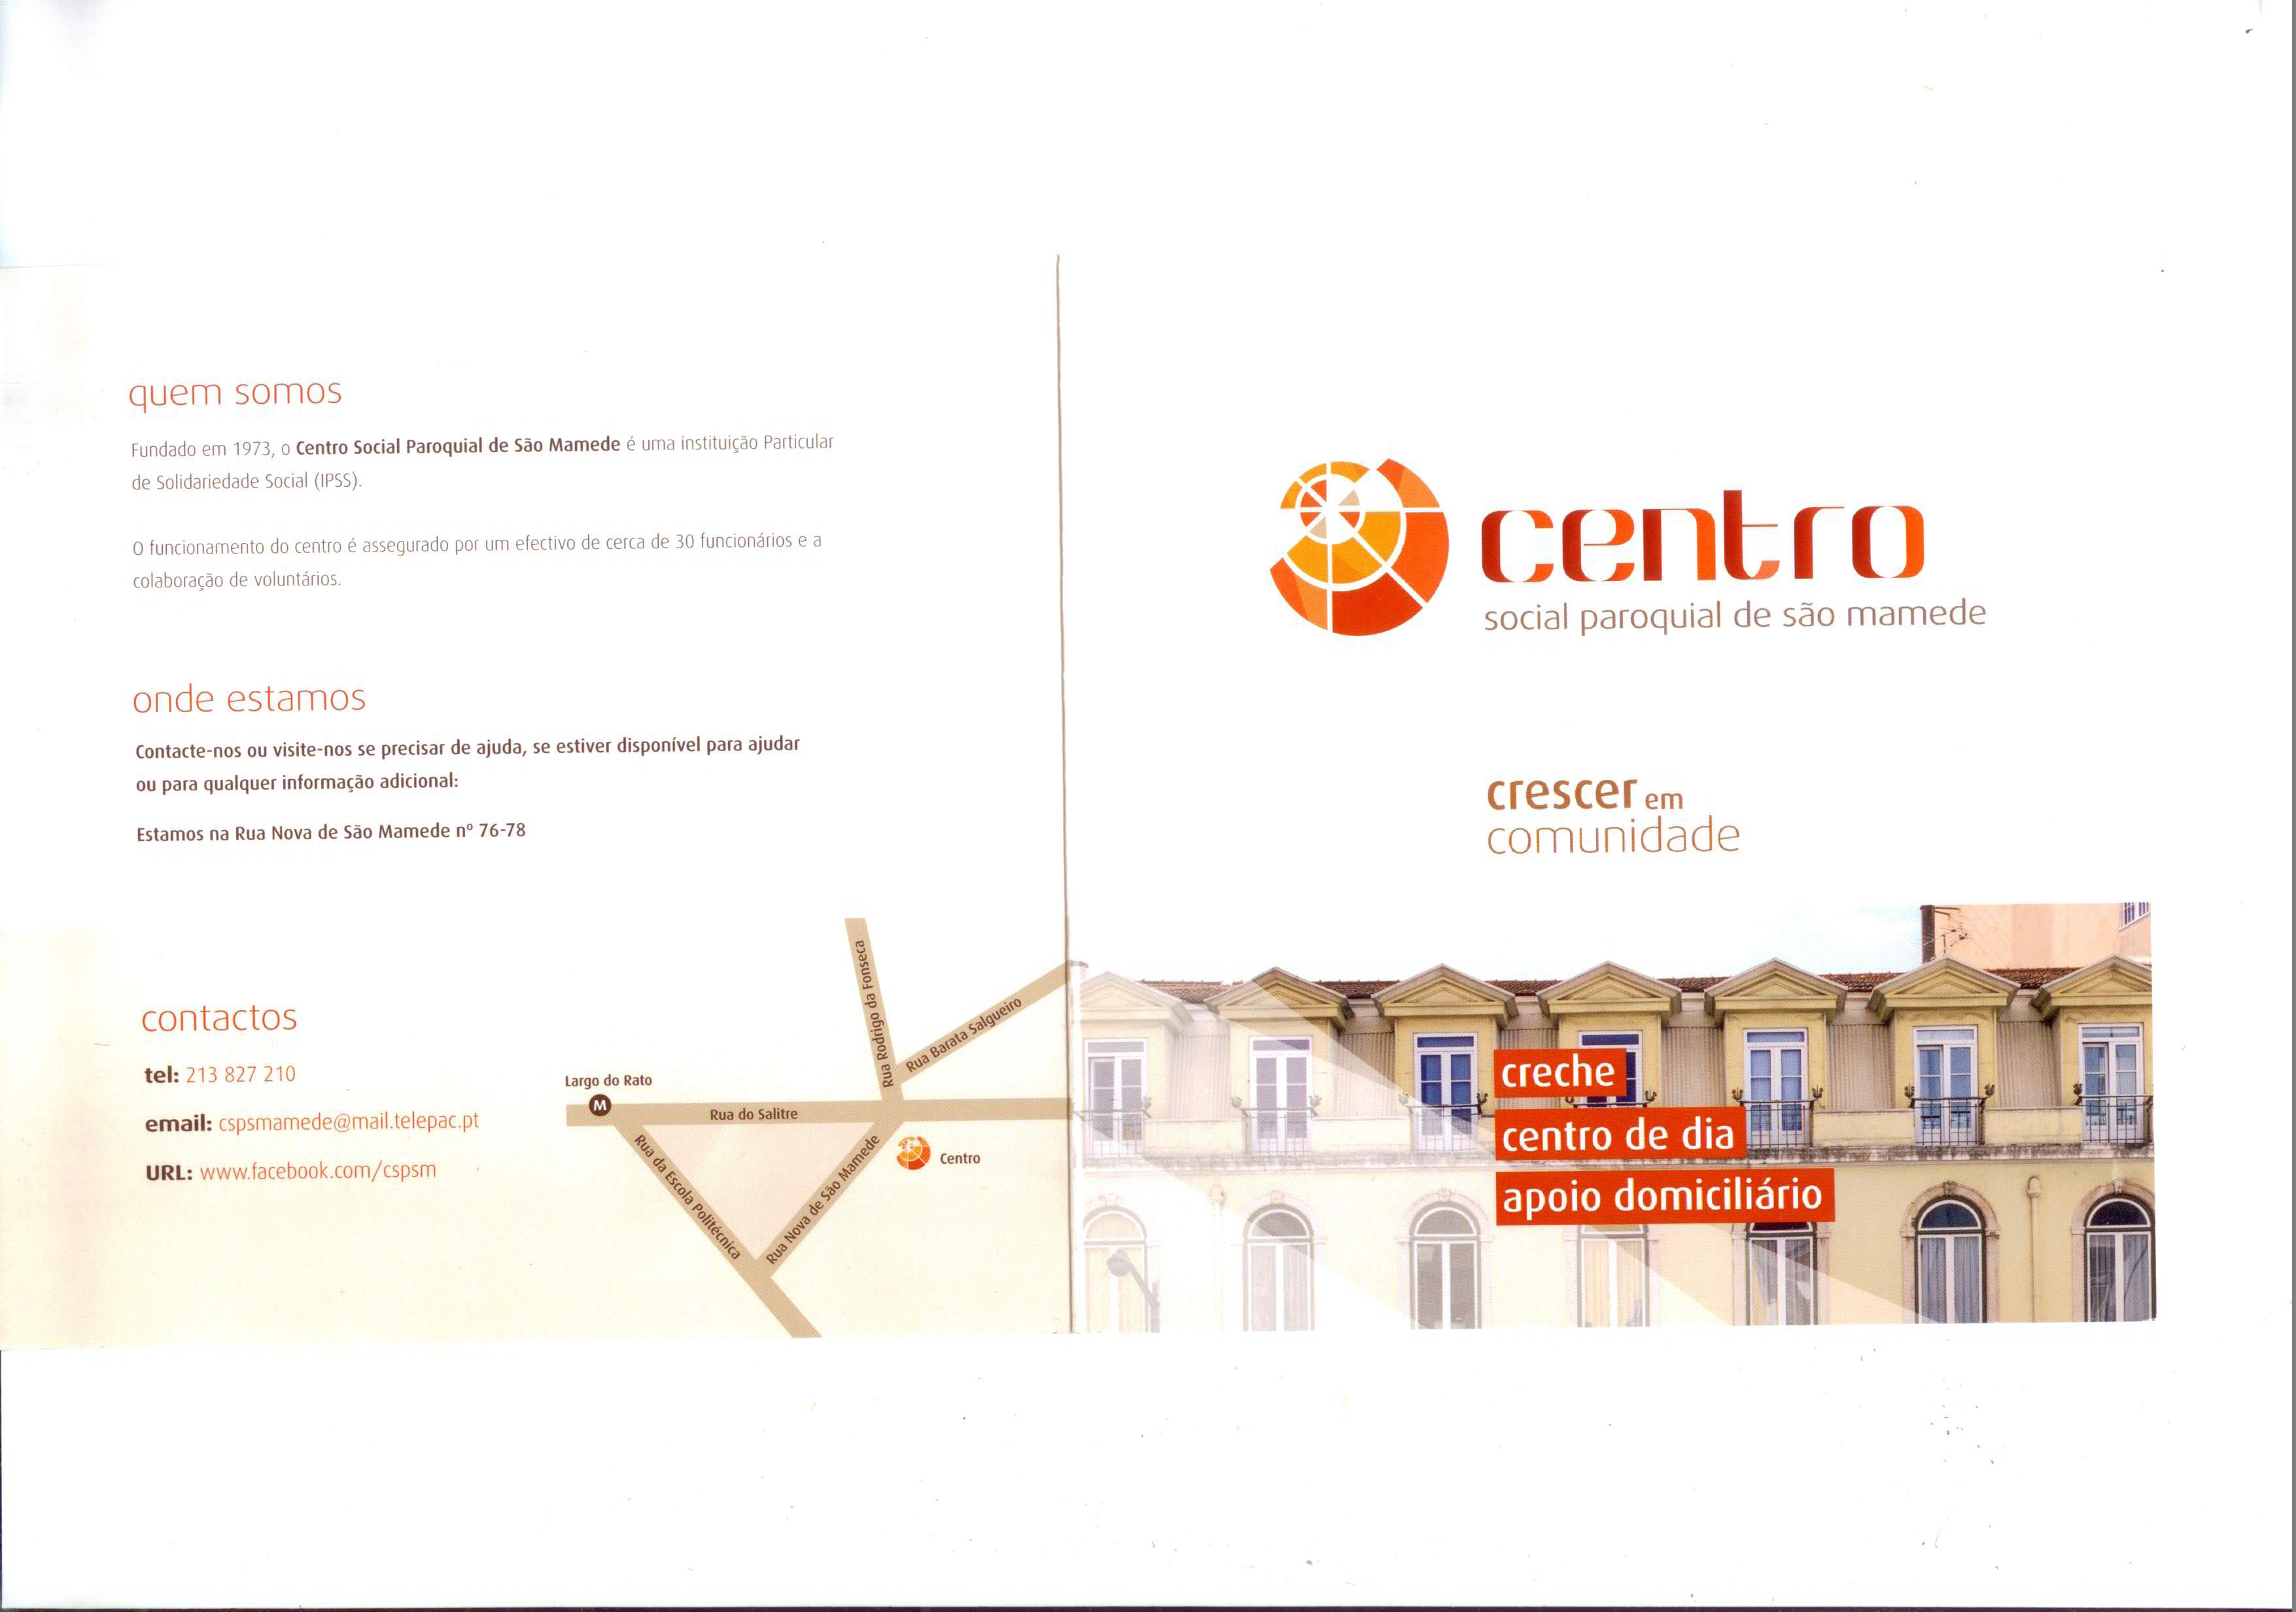 quem somos
Fundado em 1973, o Centro Social Paroquial de São Mamede é uma instituição Particular
de Solidariedade Social (IPSS).
O funcionamento do centro é assegurado por um efectivo de cerca de 30 funcionários e a
colaboração de voluntários.
onde estamos
Contacte-nos ou visite-nos se precisar de ajuda, se estiver disponível para ajudar
ou para qualquer informação adicional:
Estamos na Rua Nova de São Mamede nº 76-78
contactos
tel: 213 827 210
email: cspsmamede@mail.telepac.pt
URL: www.facebook.com/cspsm
Largo do Rato
M
Rua do Salitre
Rua Rodrigo da Fonseca
Rua Barata Salgueiro
Rua da Escola Politécnica
Rua Nova de São Mamede
Centro
centro
social paroquial de são mamede
crescer em
comunidade
creche
centro de dia
apoio domiciliário